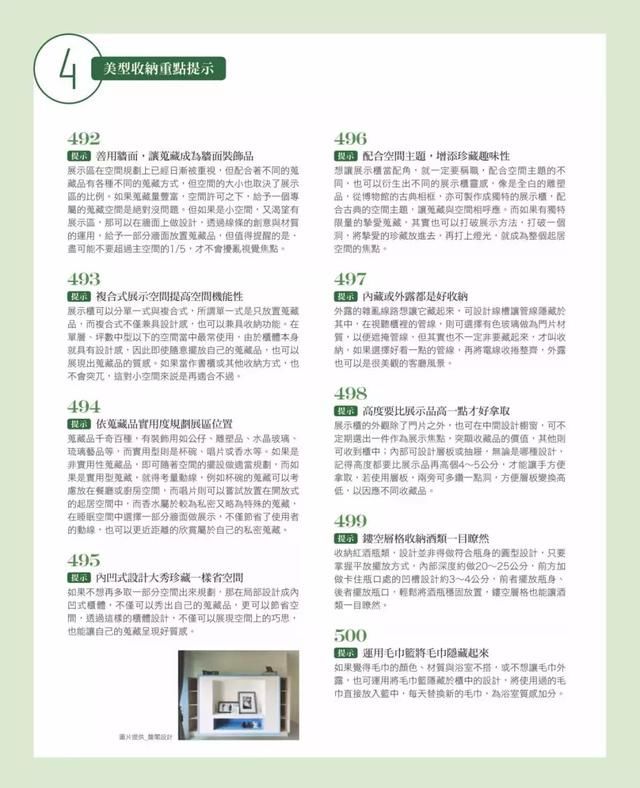 4
美型收納重點提示
492
提示 善用牆面，讓蒐藏成為牆面裝飾品
展示區在空間規劃上已經日漸被重視，但配合著不同的蒐
藏品有各種不同的蒐藏方式，但空間的大小也取決了展示
區的比例。如果蒐藏量豐富，空間許可之下，給予一個專
屬的蒐藏空間是絕對沒問題。但如果是小空間，又渴望有
展示區，那可以在牆面上做設計，透過線條的創意與材質
的運用，給予一部分牆面放置蒐藏品，但值得提醒的是，
盡可能不要超過主空間的1/5，才不會擾亂視覺焦點。
493
提示 複合式展示空間提高空間機能性
展示櫃可以分單一式與複合式，所謂單一式是只放置蒐藏
品，而複合式不僅兼具設計感，也可以兼具收納功能。在
單層、坪數中型以下的空間當中最常使用，由於櫃體本身
就具有設計感，因此即使隨意擺放自己的蒐藏品，也可以
展現出蒐藏品的質感。如果當作書櫃或其他收納方式，也
不會突兀，這對小空間來說是再適合不過。
494
提示 依蒐藏品實用度規劃展區位置
蒐藏品千奇百種，有裝飾用如公仔、雕塑品、水晶玻璃、
琉璃藝品等，而實用型則是杯碗、唱片或香水等。如果是
非實用性蒐藏品，即可隨著空間的擺設做適當規劃，而如
果是實用型蒐藏，就得考量動線，例如杯碗的蒐藏可以考
慮放在餐廳或廚房空間，而唱片則可以嘗試放置在開放式
的起居空間中，而香水屬於較為私密又略為特殊的蒐藏，
在睡眠空間中選擇一部分牆面做展示，不僅節省了使用者
的動線，也可以更近距離的欣賞屬於自己的私密蒐藏。
495
提示 內凹式設計大秀珍藏一樣省空間
如果不想再多取一部分空間出來規劃，那在局部設計成內
凹式櫃體，不僅可以秀出自己的蒐藏品，更可以節省空
間，透過這樣的櫃體設計，不僅可以展現空間上的巧思，
也能讓自己的蒐藏呈現好質感。
圖片提供_馥閣設計
496
提示 配合空間主題，增添珍藏趣味性
想讓展示櫃當配角，就一定要稱職，配合空間主題的不
同，也可以衍生出不同的展示櫃靈感，像是全白的雕塑
品，從博物館的古典相框，亦可製作成獨特的展示櫃，配
合古典的空間主題，讓蒐藏與空間相呼應。而如果有獨特
限量的摯愛蒐藏，其實也可以打破展示方法，打破一個
洞，將摯愛的珍藏放進去，再打上燈光，就成為整個起居
空間的焦點。
497
提示 內藏或外露都是好收納
外露的雜亂線路想讓它藏起來，可設計線槽讓管線隱藏於
其中，在視聽櫃裡的管線，則可選擇有色玻璃做為門片材
質，以便遮掩管線，但其實也不一定非要藏起來，才叫收
納，如果選擇好看一點的管線，再將電線收捲整齊，外露
也可以是很美觀的客廳風景。
498
提示 高度要比展示品高一點才好拿取
展示櫃的外觀除了門片之外，也可在中間設計櫥窗，可不
定期選出一件作為展示焦點，突顯收藏品的價值，其他則
可收到櫃中；內部可設計層板或抽屜，無論是哪種設計，
記得高度都要比展示品再高個4～5公分，才能讓手方便
拿取，若使用層板，兩旁可多鑽一點洞，方便層板變換高
低，以因應不同收藏品。
499
提示 鏤空層格收納酒類一目瞭然
收納紅酒瓶類，設計並非得做符合瓶身的圓型設計，只要
掌握平放擺放方式，內部深度約做20～25公分，前方加
做卡住瓶口處的凹槽設計約3～4公分，前者擺放瓶身、
後者擺放瓶口，輕鬆將酒瓶穩固放置，鏤空層格也能讓酒
類一目瞭然。
500
提示 運用毛巾籃將毛巾隱藏起來
如果覺得毛巾的顏色、材質與浴室不搭，或不想讓毛巾外
露，也可運用將毛巾籃隱藏於櫃中的設計，將使用過的毛
巾直接放入籃中，每天替換新的毛巾，為浴室質感加分。